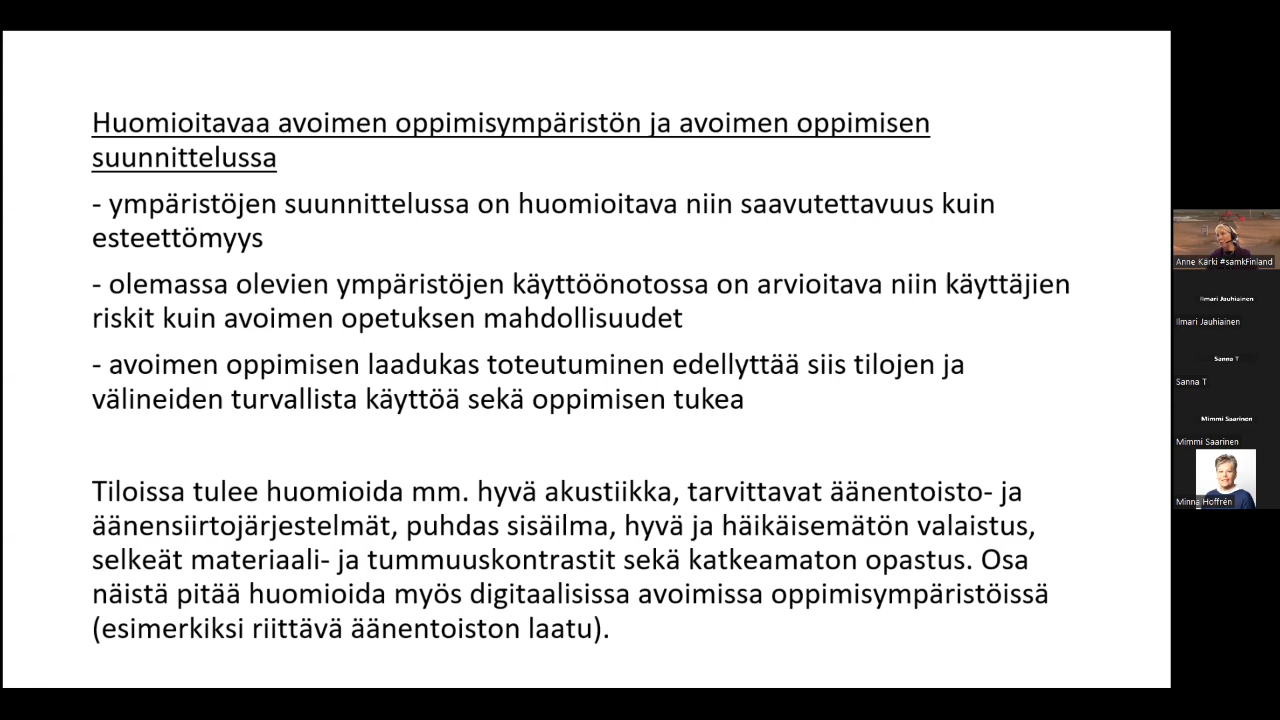 Huomioitavaa avoimen oppimisympäristön ja avoimen oppimisen
suunnittelussa
- ympäristöjen suunnittelussa on huomioitava niin saavutettavuus kuin
esteettömyys
- olemassa olevien ympäristöjen käyttöönotossa on arvioitava niin käyttäjien
riskit kuin avoimen opetuksen mahdollisuudet
- avoimen oppimisen laadukas toteutuminen edellyttää siis tilojen ja
välineiden turvallista käyttöä sekä oppimisen tukea
Tiloissa tulee huomioida mm. hyvä akustiikka, tarvittavat äänentoisto- ja
äänensiirtojärjestelmät, puhdas sisäilma, hyvä ja häikäisemätön valaistus,
selkeät materiaali- ja tummuuskontrastit sekä katkeamaton opastus. Osa
näistä pitää huomioida myös digitaalisissa avoimissa oppimisympäristöissä
(esimerkiksi riittävä äänentoiston laatu).
Anne Kärki #samkFinland
Ilmari Jauhiainen
Ilmari Jauhiainen
Sanna T
Sanna T
Mimmi Saarinen
Mimmi Saarinen
Minna Hoffrén